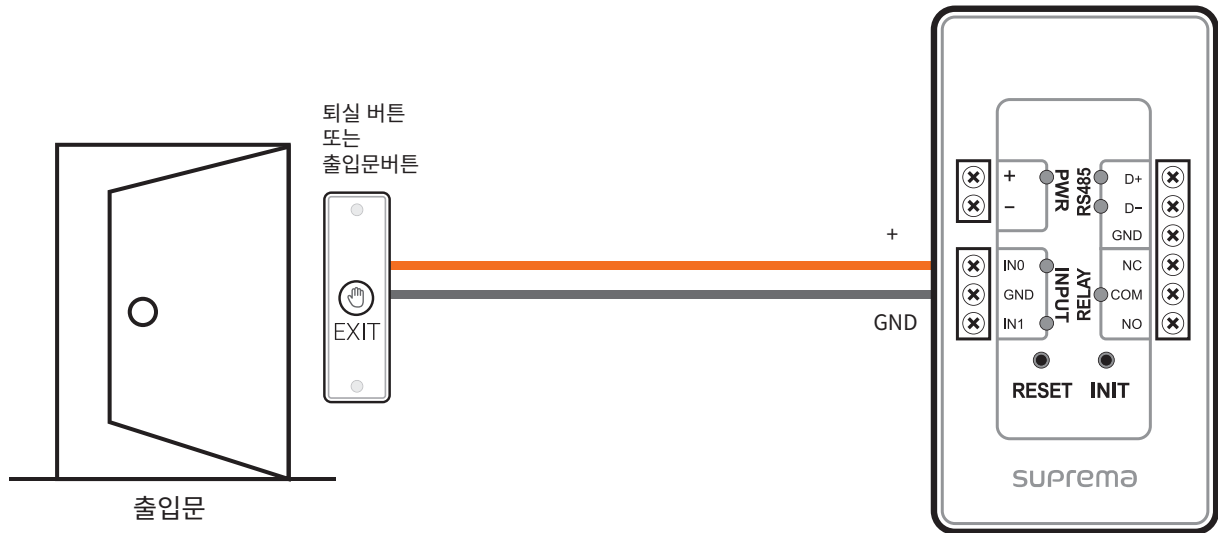 퇴실 버튼
또는
출입문버튼
EXIT
출입문
+
GND
+
−
PWR
RS485
D+
D−
GND
IN0
GND
IN1
INPUT
RELAY
NC
COM
NO
RESET
INIT
suprema